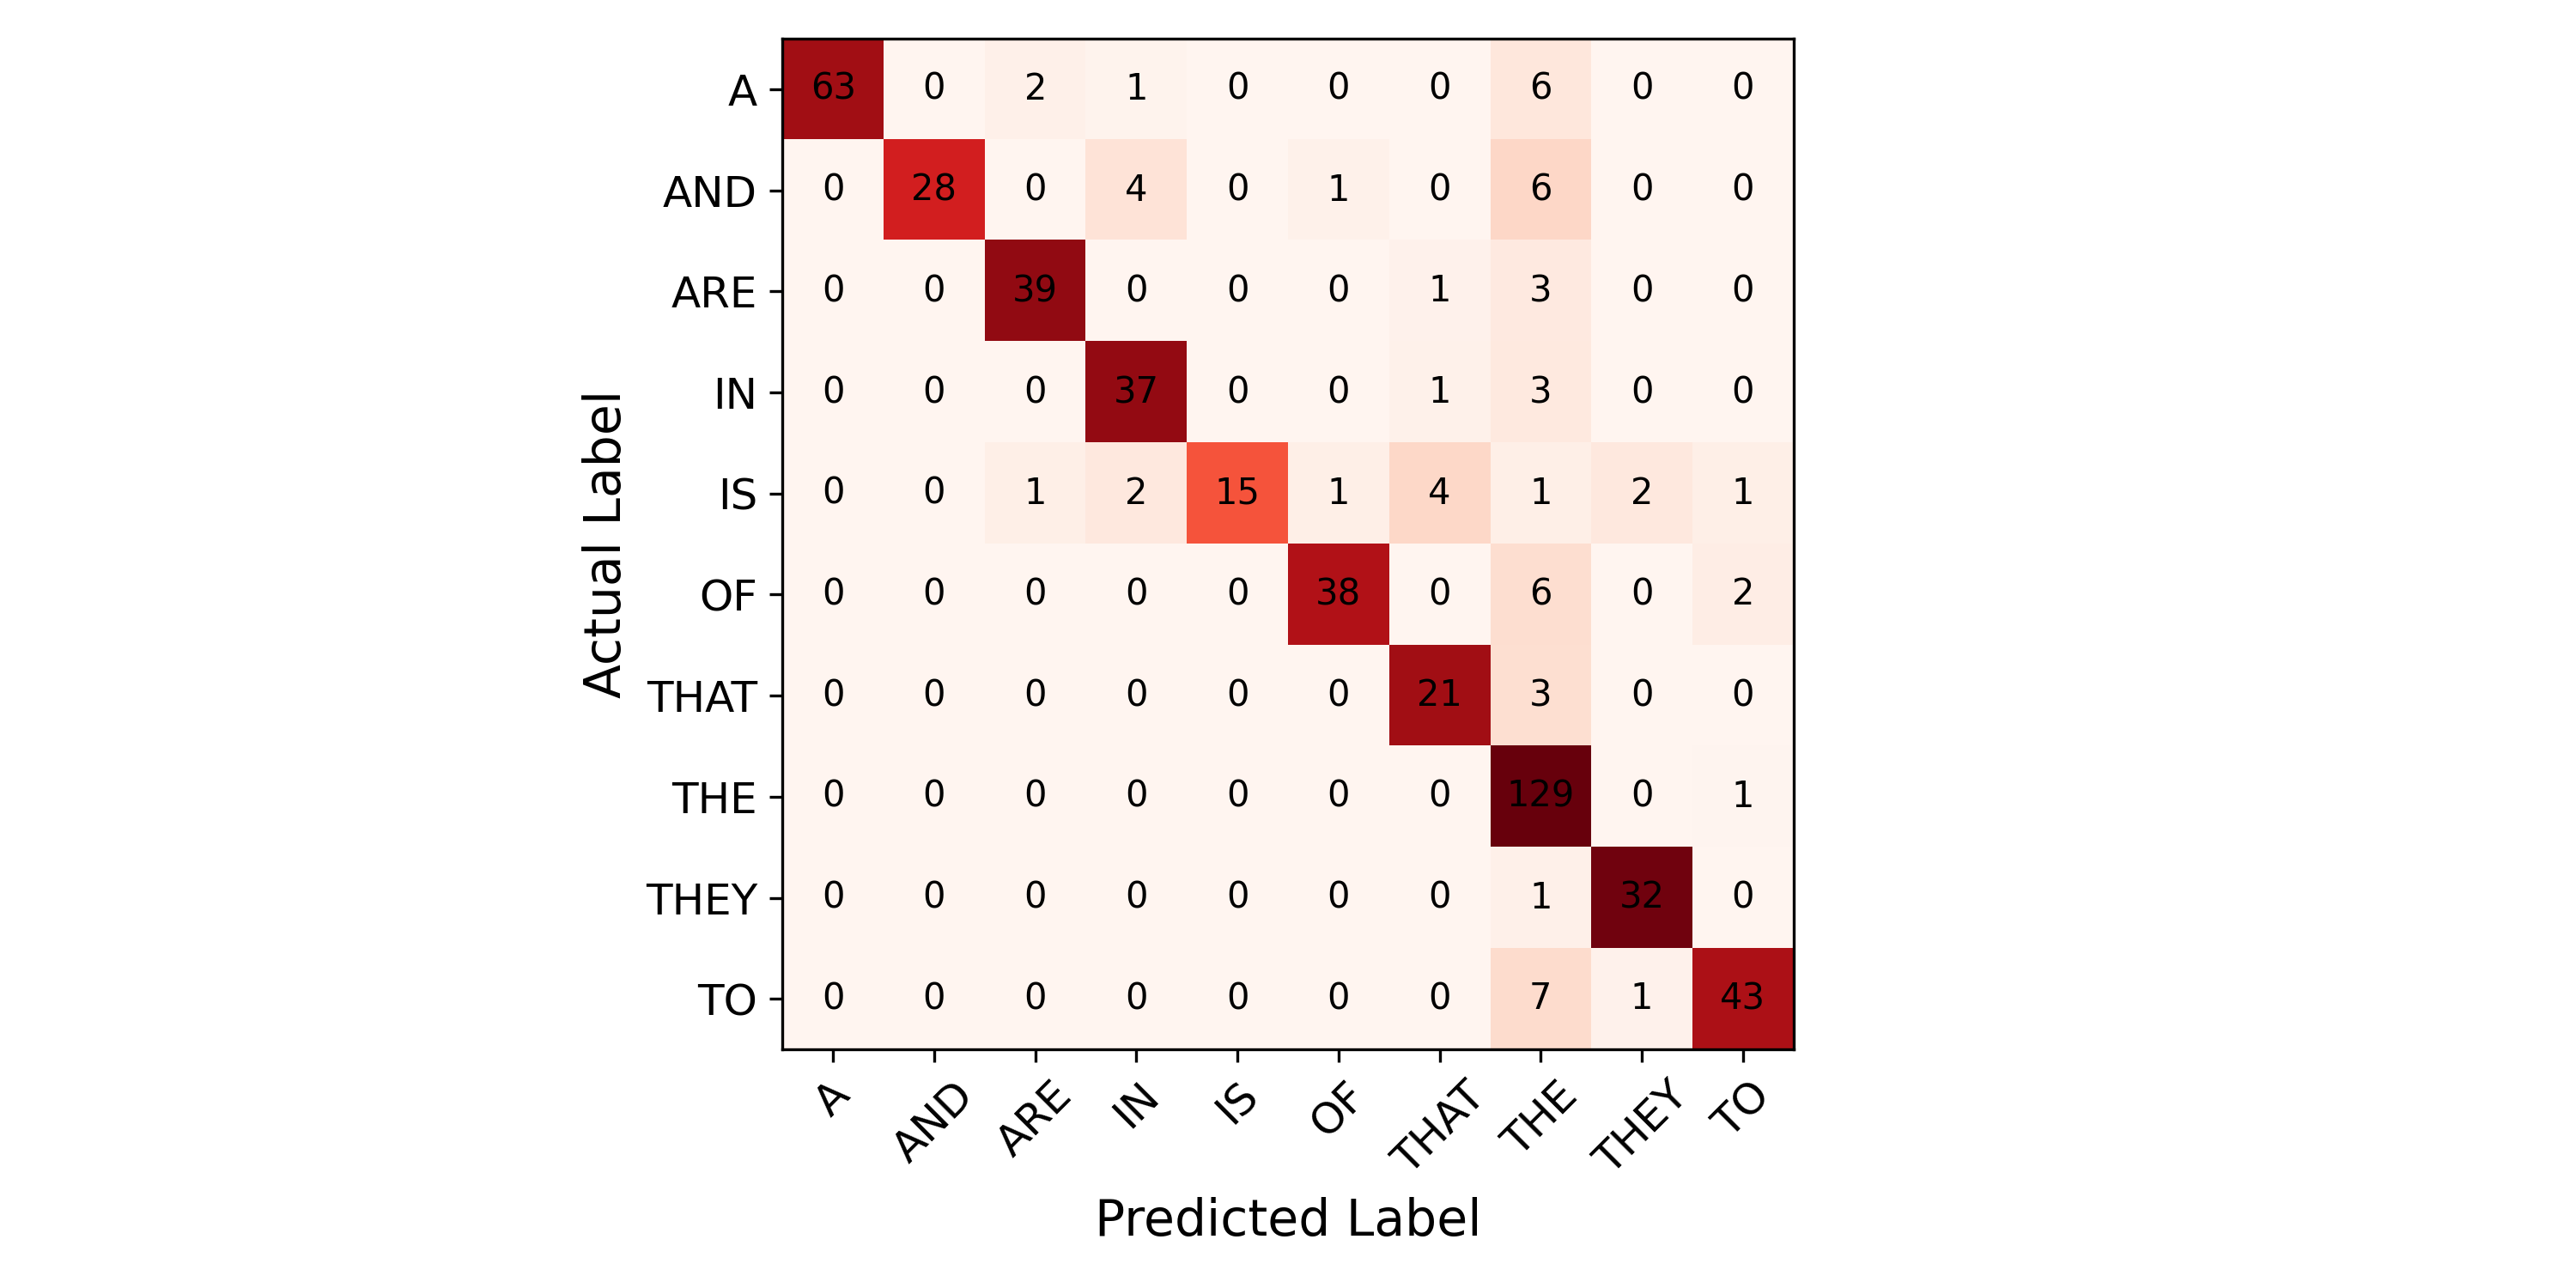 A 63 0 2 1 0 0 0 6 0 0
AND 0 28 0 4 0 1 0 6 0 0
ARE 0 0 39 0 0 0 1 3 0 0
IN 0 0 0 37 0 0 1 3 0 0
IS 0 0 1 2 15 1 4 1 2 1
OF 0 0 0 0 0 38 0 6 0 2
THAT 0 0 0 0 0 0 21 3 0 0
THE 0 0 0 0 0 0 0 129 0 1
THEY 0 0 0 0 0 0 0 1 32 0
TO 0 0 0 0 0 0 0 7 1 43
Actual Label
A AND ARE IN IS OF THAT THE THEY TO
Predicted Label